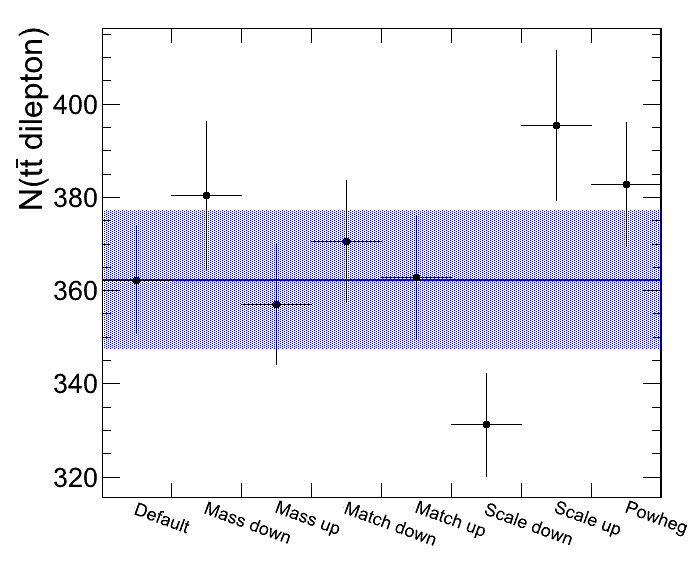 N(tt̄ dilepton)
400
380
360
340
320
Default
Mass down
Mass up
Match down
Match up
Scale down
Scale up
Powheg